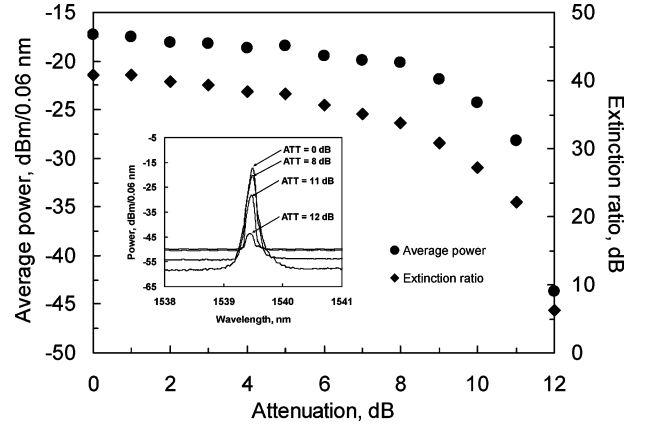 -15
-20
-25
-30
-35
-40
-45
-50
Average power, dBm/0.06 nm
50
40
30
20
10
0
Extinction ratio, dB
0
2
4
6
8
10
12
Attenuation, dB
Average power
Extinction ratio
-5
-15
-25
-35
-45
-55
-65
Power, dBm/0.06 nm
ATT = 0 dB
ATT = 8 dB
ATT = 11 dB
ATT = 12 dB
1538
1539
1540
1541
Wavelength, nm